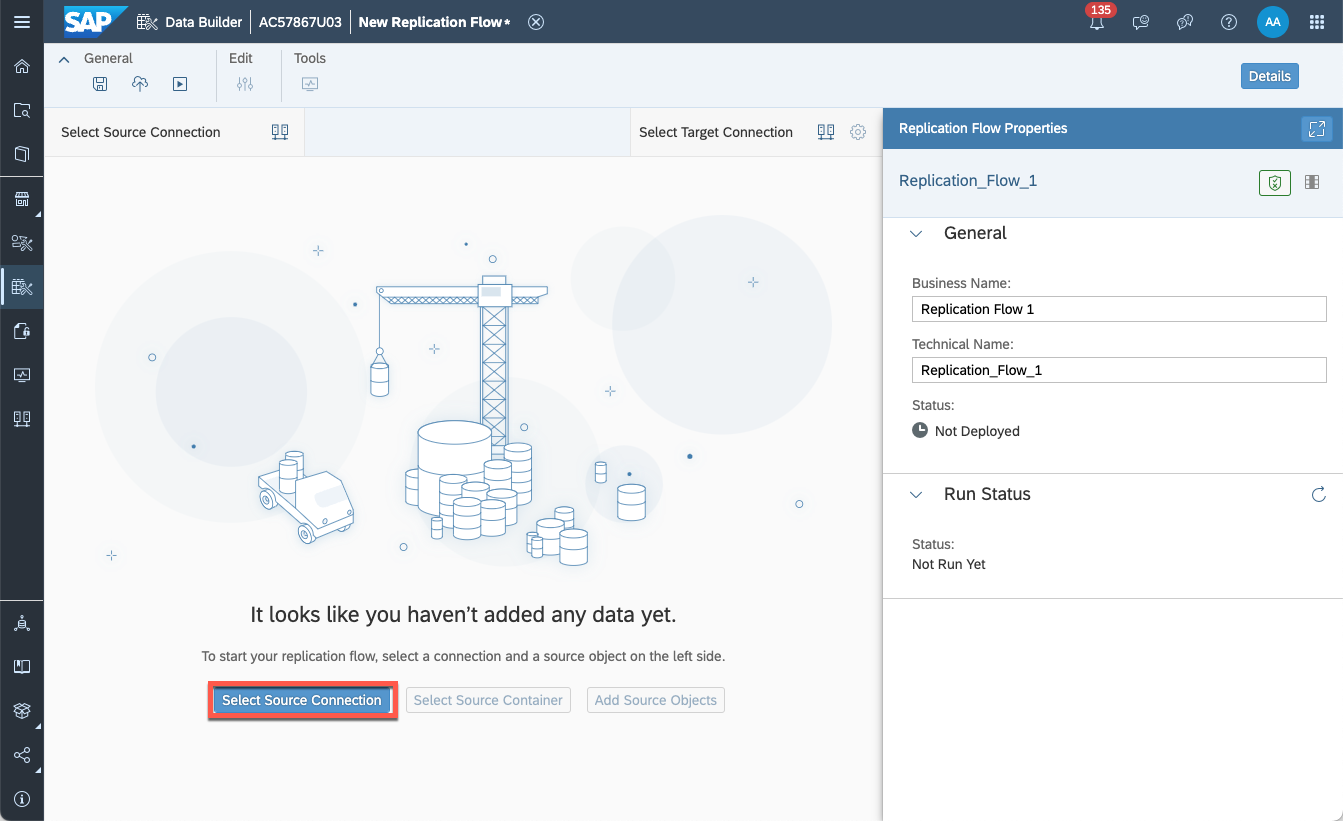 SAP Data Builder AC57867U03 New Replication Flow* 135 AA
General Edit Tools
Details
Select Source Connection
Select Target Connection
Replication Flow Properties
Replication_Flow_1
General
Business Name:
Replication Flow 1
Technical Name:
Replication_Flow_1
Status:
Not Deployed
Run Status
Status:
Not Run Yet
It looks like you haven't added any data yet.
To start your replication flow, select a connection and a source object on the left side.
Select Source Connection Select Source Container Add Source Objects